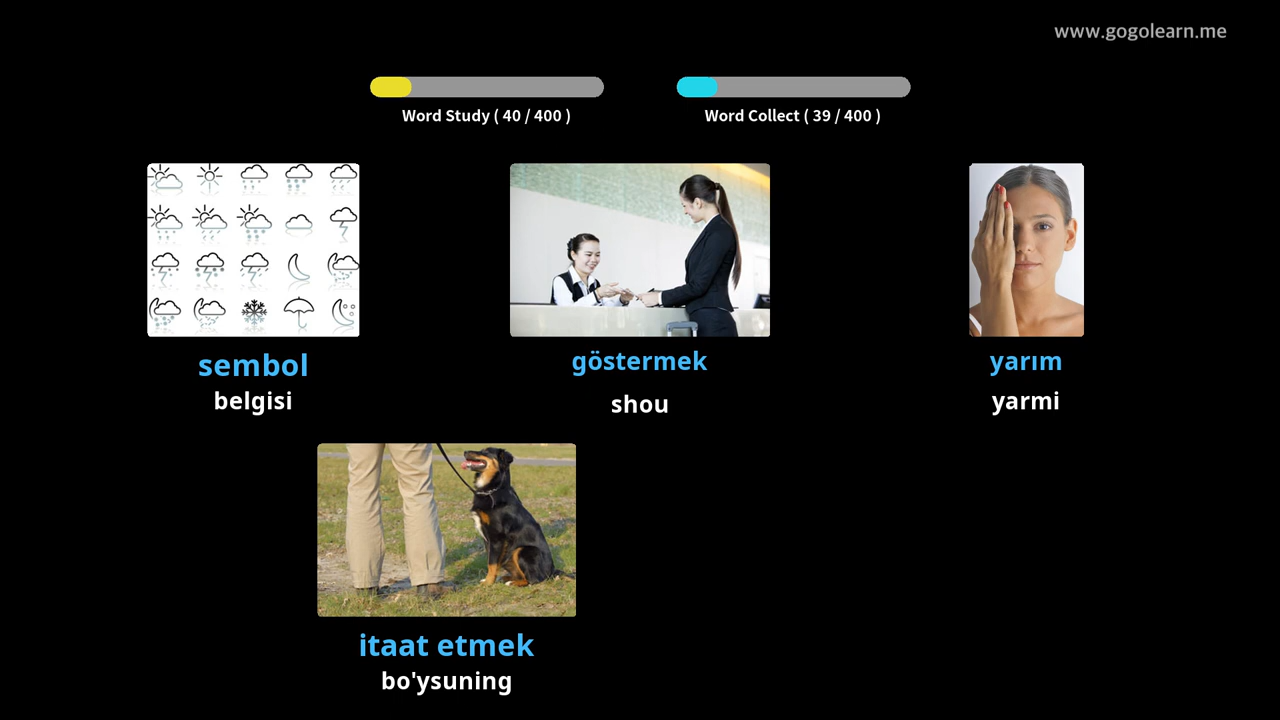 www.gogolearn.me
Word Study ( 40 / 400 )
Word Collect ( 39 / 400 )
sembol
belgisi
göstermek
shou
yarım
yarmi
itaat etmek
bo'ysuning